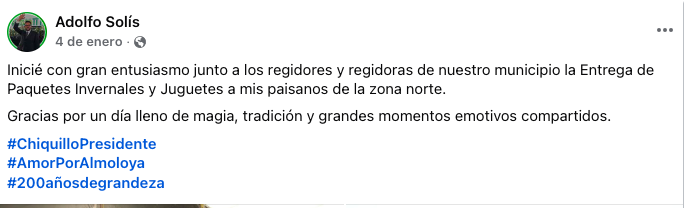 Adolfo Solís
4 de enero ·
Inicié con gran entusiasmo junto a los regidores y regidoras de nuestro municipio la Entrega de
Paquetes Invernales y Juguetes a mis paisanos de la zona norte.
Gracias por un día lleno de magia, tradición y grandes momentos emotivos compartidos.
#ChiquilloPresidente
#AmorPorAlmoloya
#200añosdegrandeza